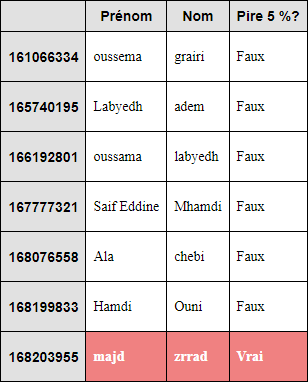 Prénom Nom Pire 5 %?
161066334 oussema grairi Faux
165740195 Labyedh adem Faux
166192801 oussama labyedh Faux
167777321 Saif Eddine Mhamdi Faux
168076558 Ala chebi Faux
168199833 Hamdi Ouni Faux
168203955 majd zrrad Vrai